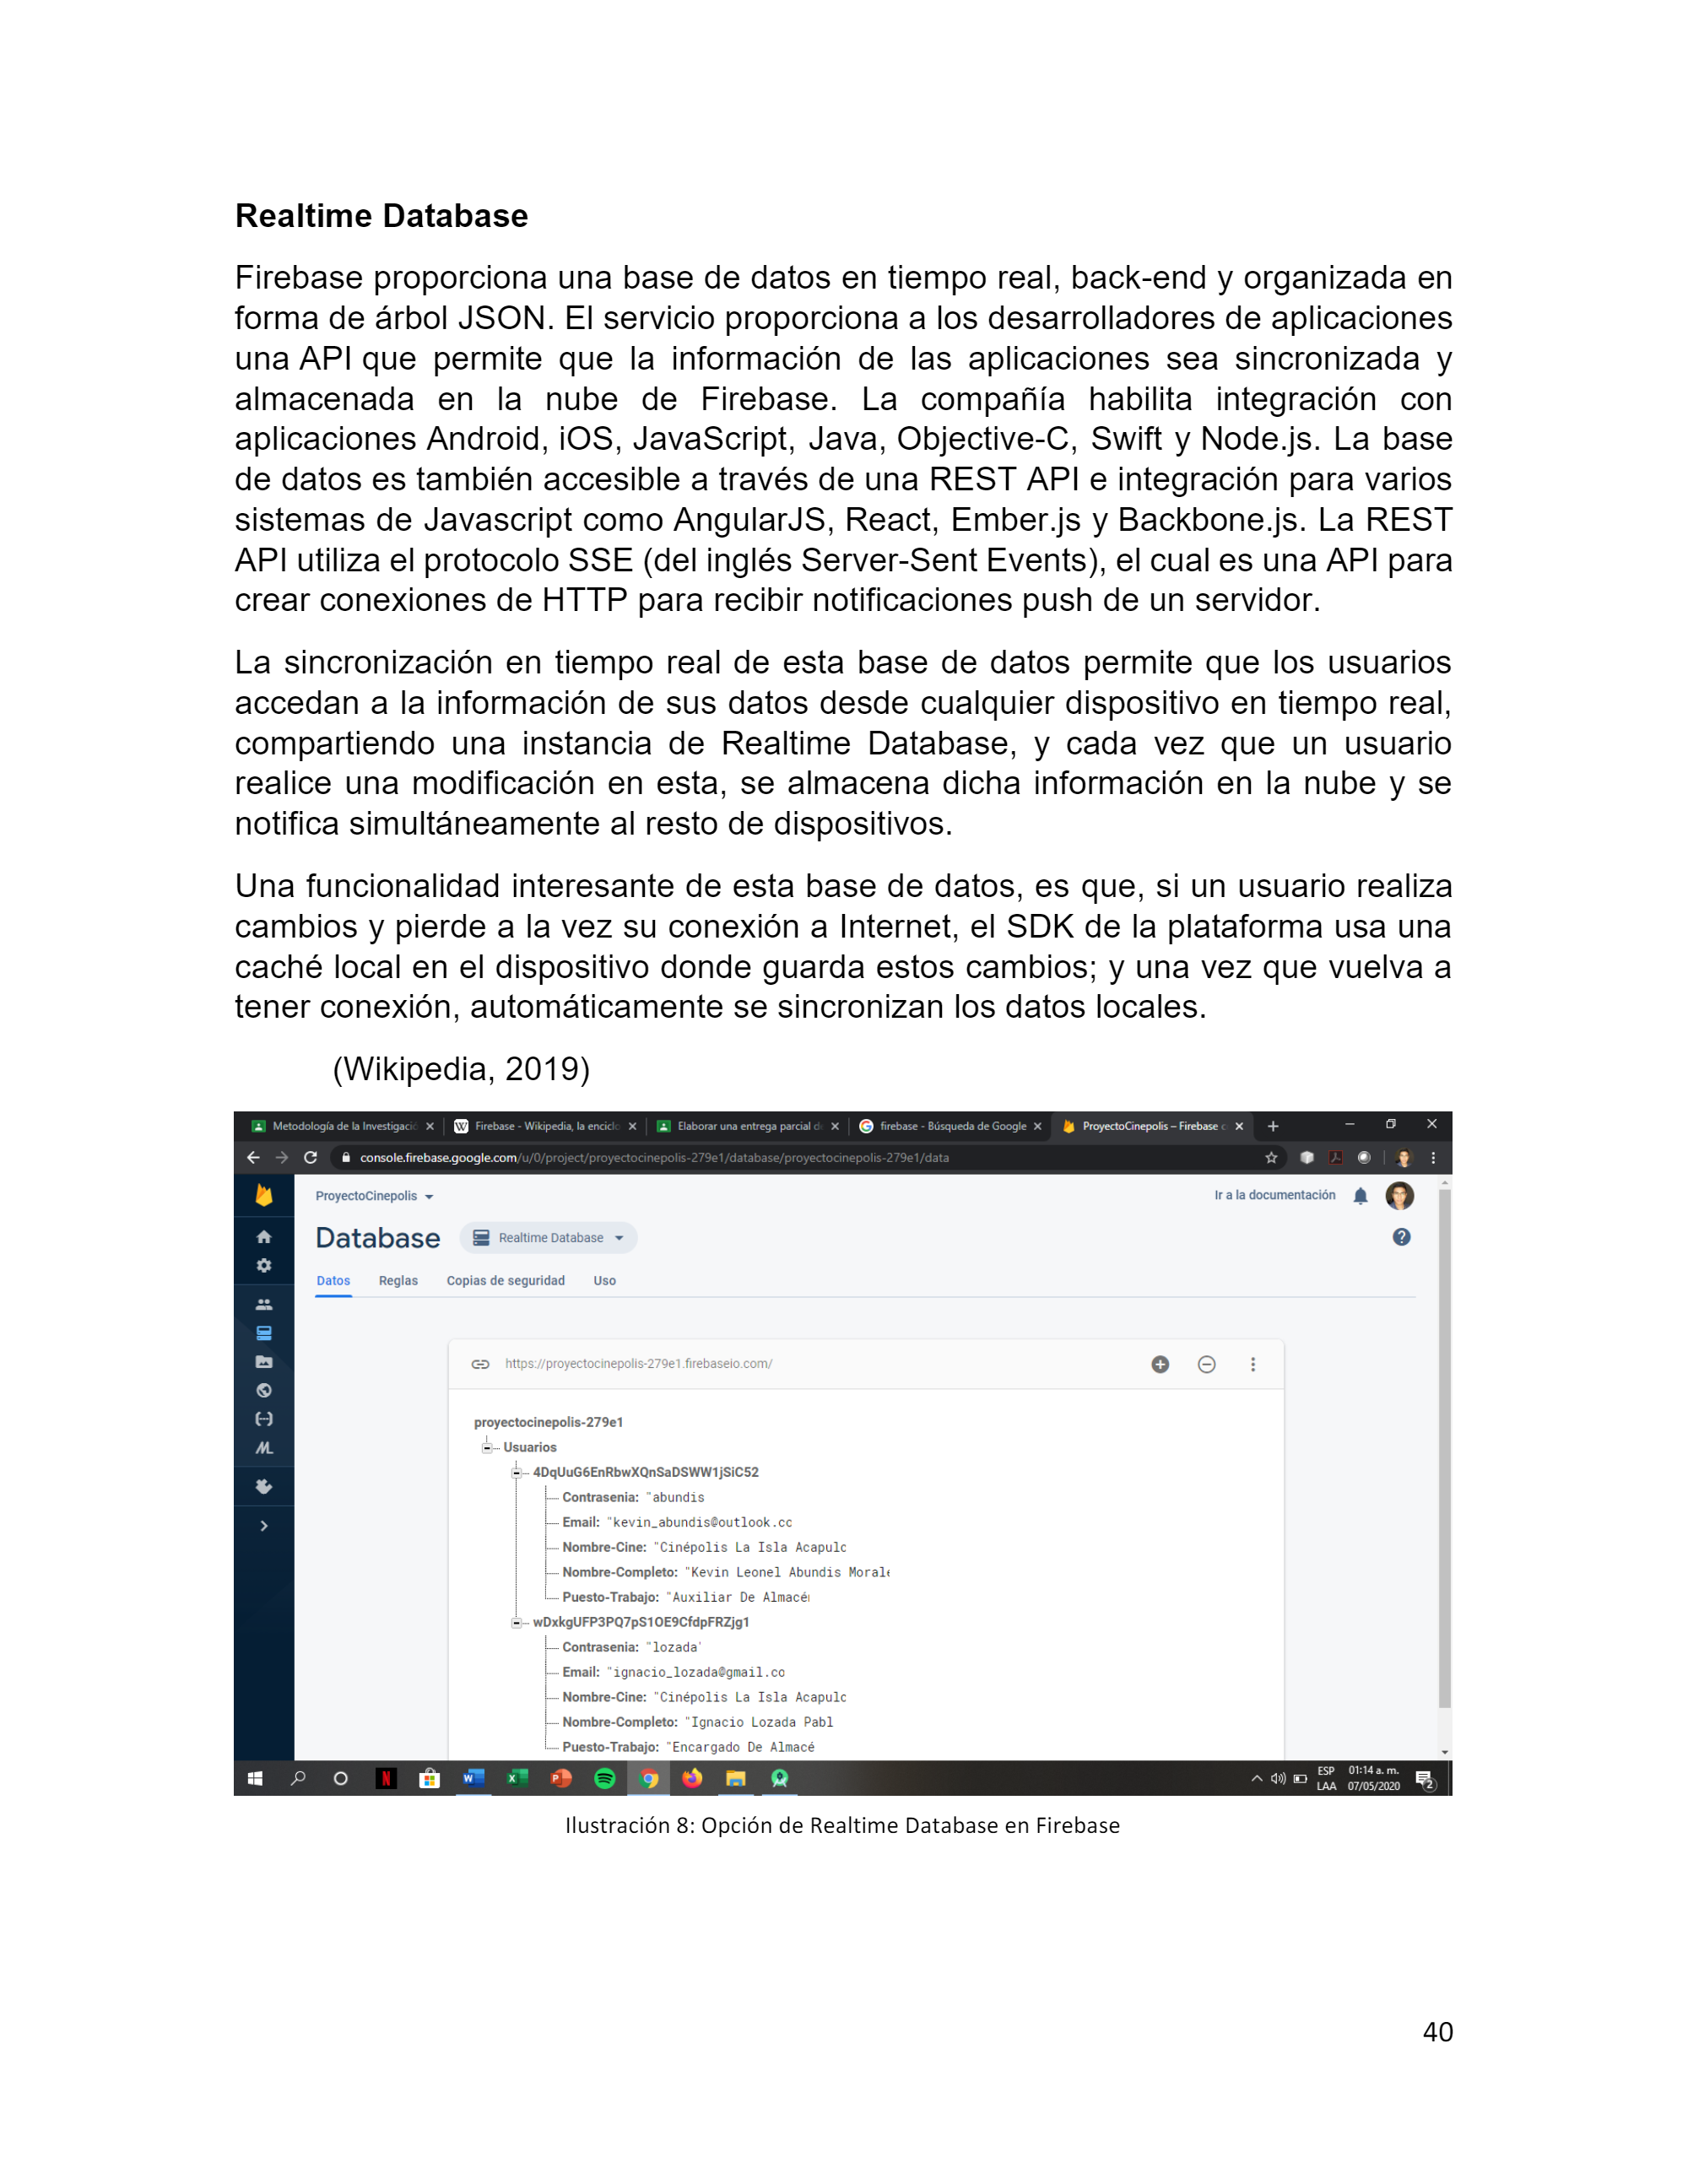 Realtime Database
Firebase proporciona una base de datos en tiempo real, back-end y organizada en
forma de árbol JSON. El servicio proporciona a los desarrolladores de aplicaciones
una API que permite que la información de las aplicaciones sea sincronizada y
almacenada en la nube de Firebase. La compañía habilita integración con
aplicaciones Android, iOS, JavaScript, Java, Objective-C, Swift y Node.js. La base
de datos es también accesible a través de una REST API e integración para varios
sistemas de Javascript como AngularJS, React, Ember.js y Backbone.js. La REST
API utiliza el protocolo SSE (del inglés Server-Sent Events), el cual es una API para
crear conexiones de HTTP para recibir notificaciones push de un servidor.
La sincronización en tiempo real de esta base de datos permite que los usuarios
accedan a la información de sus datos desde cualquier dispositivo en tiempo real,
compartiendo una instancia de Realtime Database, y cada vez que un usuario
realice una modificación en esta, se almacena dicha información en la nube y se
notifica simultáneamente al resto de dispositivos.
Una funcionalidad interesante de esta base de datos, es que, si un usuario realiza
cambios y pierde a la vez su conexión a Internet, el SDK de la plataforma usa una
caché local en el dispositivo donde guarda estos cambios; y una vez que vuelva a
tener conexión, automáticamente se sincronizan los datos locales.
(Wikipedia, 2019)
Metodología de la Investigació Firebase - Wikipedia, la enciclo Elaborar una entrega parcial de firebase - Búsqueda de Google ProyectoCinepolis – Firebase c
console.firebase.google.com/u/0/project/proyectocinepolis-279e1/database/proyectocinepolis-279e1/data
ProyectoCinepolis Ir a la documentación
Database Realtime Database
Datos Reglas Copias de seguridad Uso
https://proyectocinepolis-279e1.firebaseio.com/
proyectocinepolis-279e1
Usuarios
4DqUuG6EnRbwXQnSaDSWW1jSiC52
Contrasenia: "abundis
Email: "kevin_abundis@outlook.cc
Nombre-Cine: "Cinépolis La Isla Acapulc
Nombre-Completo: "Kevin Leonel Abundis Morale
Puesto-Trabajo: "Auxiliar De Almacén
wDxkgUFP3PQ7pS1OE9CfdpFRZjg1
Contrasenia: "lozada"
Email: "ignacio_lozada@gmail.co
Nombre-Cine: "Cinépolis La Isla Acapulc
Nombre-Completo: "Ignacio Lozada Pabl
Puesto-Trabajo: "Encargado De Almacé
ESP 01:14 a. m.
LAA 07/05/2020 2
Ilustración 8: Opción de Realtime Database en Firebase
40